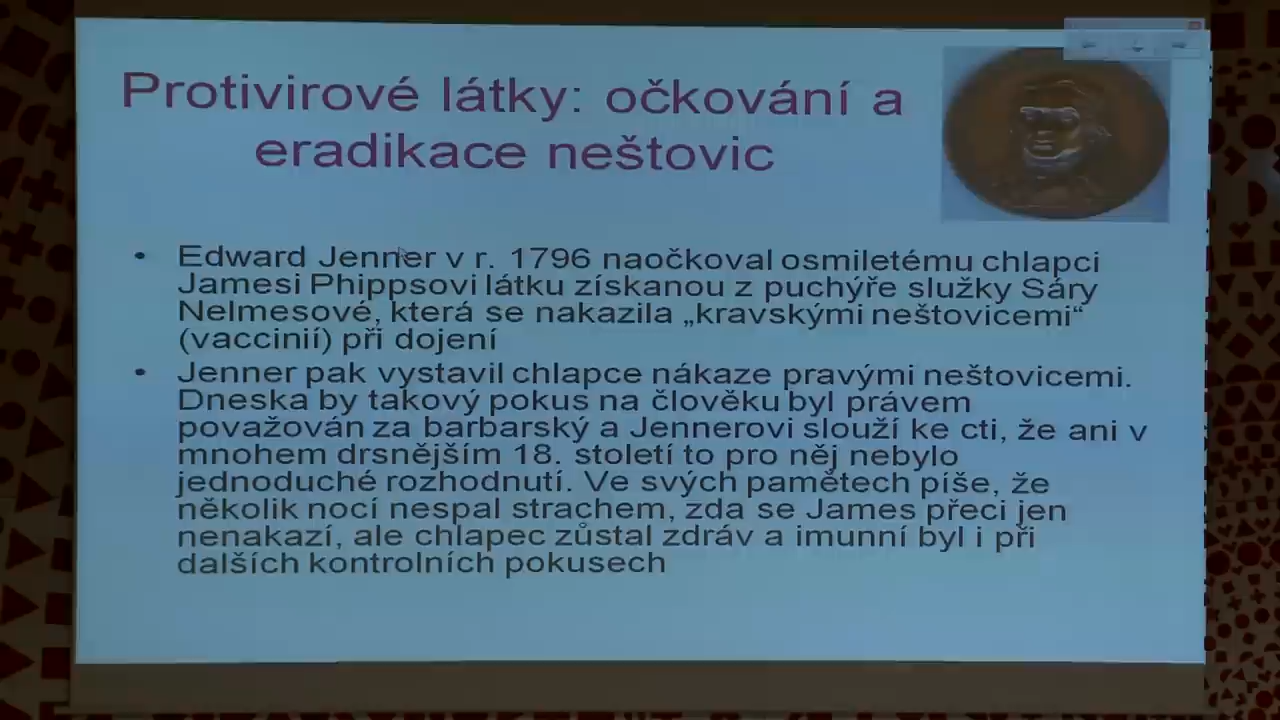 Protivirové látky: očkování a
eradikace neštovic
• Edward Jenner v r. 1796 naočkoval osmiletému chlapci
Jamesi Phippsovi látku získanou z puchýře služky Sáry
Nelmesové, která se nakazila „kravskými neštovicemi“
(vaccinií) při dojení
• Jenner pak vystavil chlapce nákaze pravými neštovicemi.
Dneska by takový pokus na člověku byl právem
považován za barbarský a Jennerovi slouží ke cti, že ani v
mnohem drsnějším 18. století to pro něj nebylo
jednoduché rozhodnutí. Ve svých pamětech píše, že
několik nocí nespal strachem, zda se James přeci jen
nenakazí, ale chlapec zůstal zdráv a imunní byl i při
dalších kontrolních pokusech